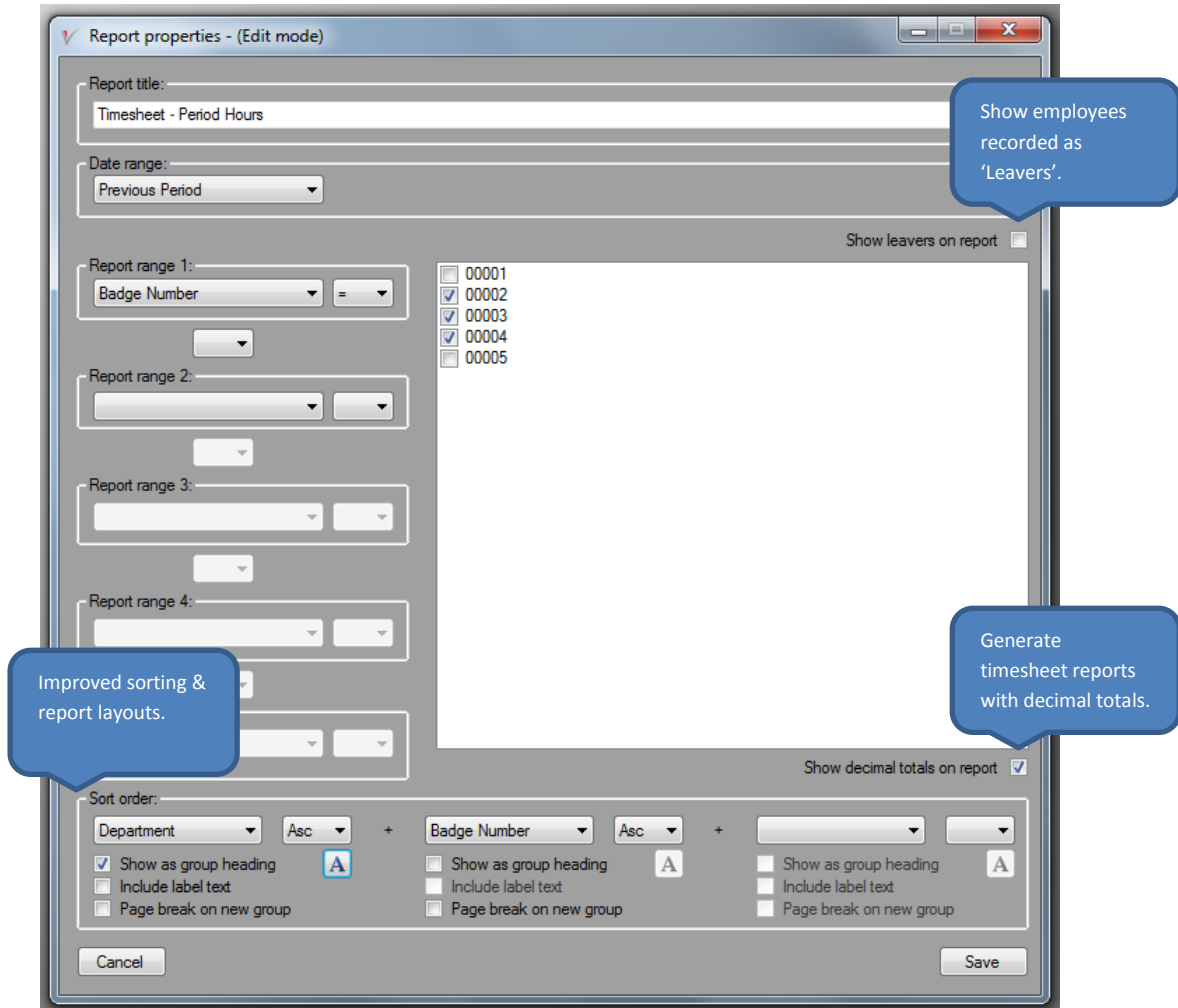 Report properties - (Edit mode)
Report title:
Timesheet - Period Hours
Show employees
recorded as
‘Leavers’.
Date range:
Previous Period
Show leavers on report
Report range 1:
Badge Number
=
00001
00002
00003
00004
00005
Report range 2:
Report range 3:
Report range 4:
Improved sorting &
report layouts.
Generate
timesheet reports
with decimal totals.
Show decimal totals on report
Sort order:
Department Asc + Badge Number Asc +
Show as group heading A Show as group heading A Show as group heading A
Include label text Include label text Include label text
Page break on new group Page break on new group Page break on new group
Cancel Save